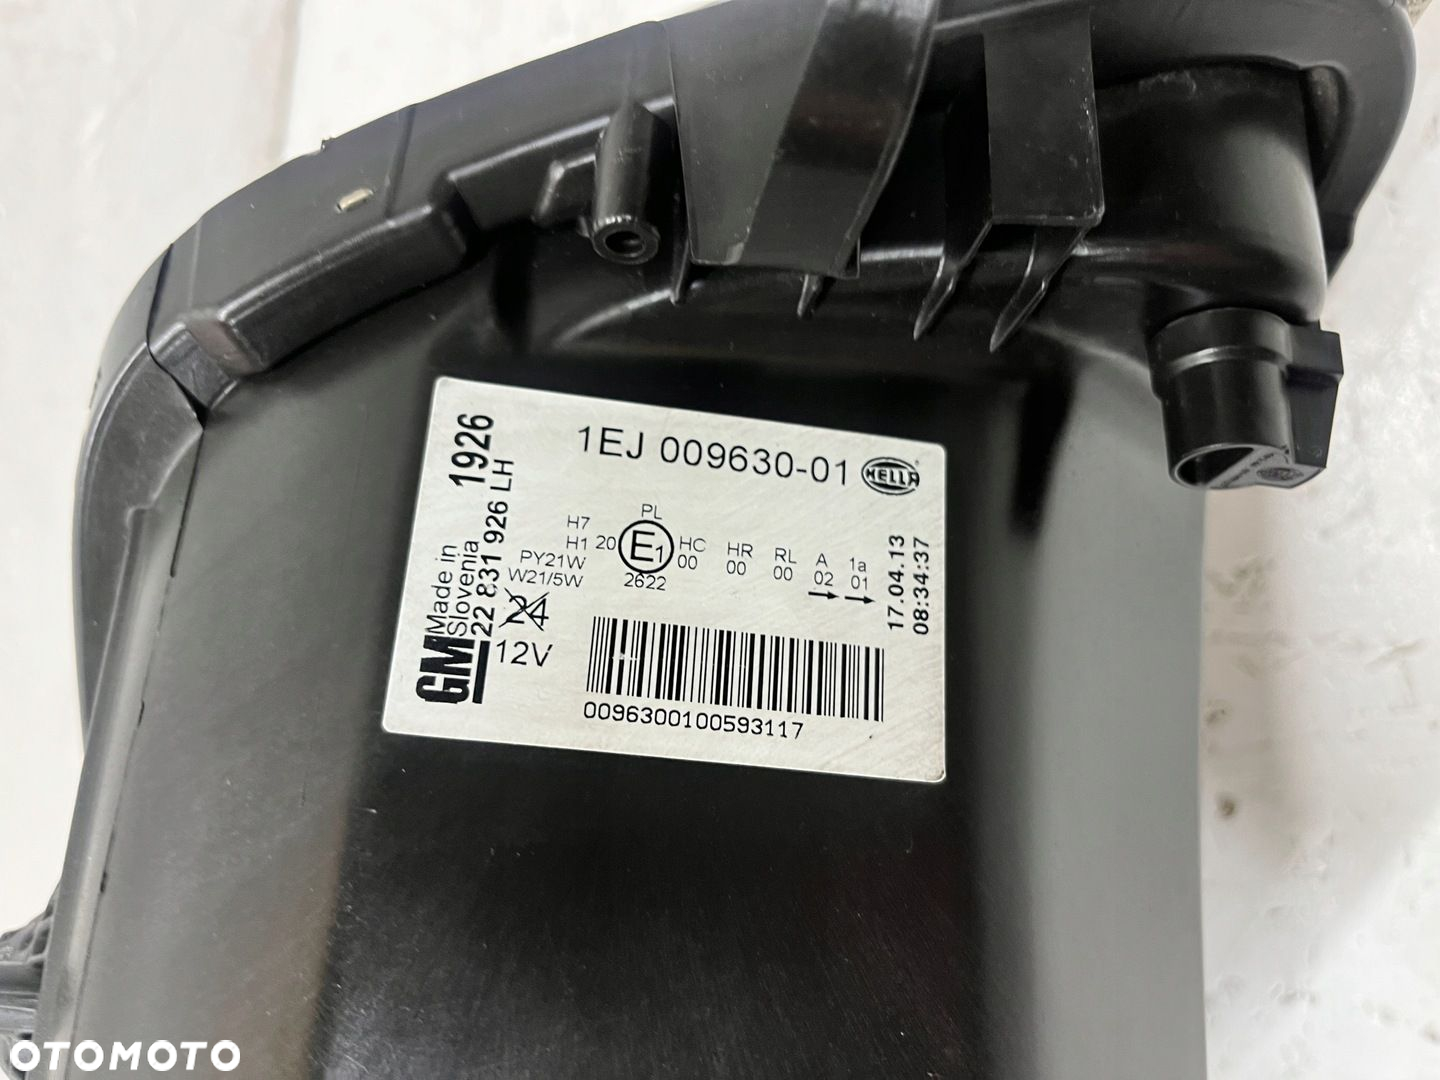 1EJ 009630-01 HELLA
1926
22 831 926 LH
Made in
Slovenia
GM
H7
H1
PY21W
W21/5W
24
12V
PL
20 E1
2622
HC
00
HR
00
RL
00
A
02
1a
01
17.04.13
08:34:37
0096300100593117
OTOMOTO